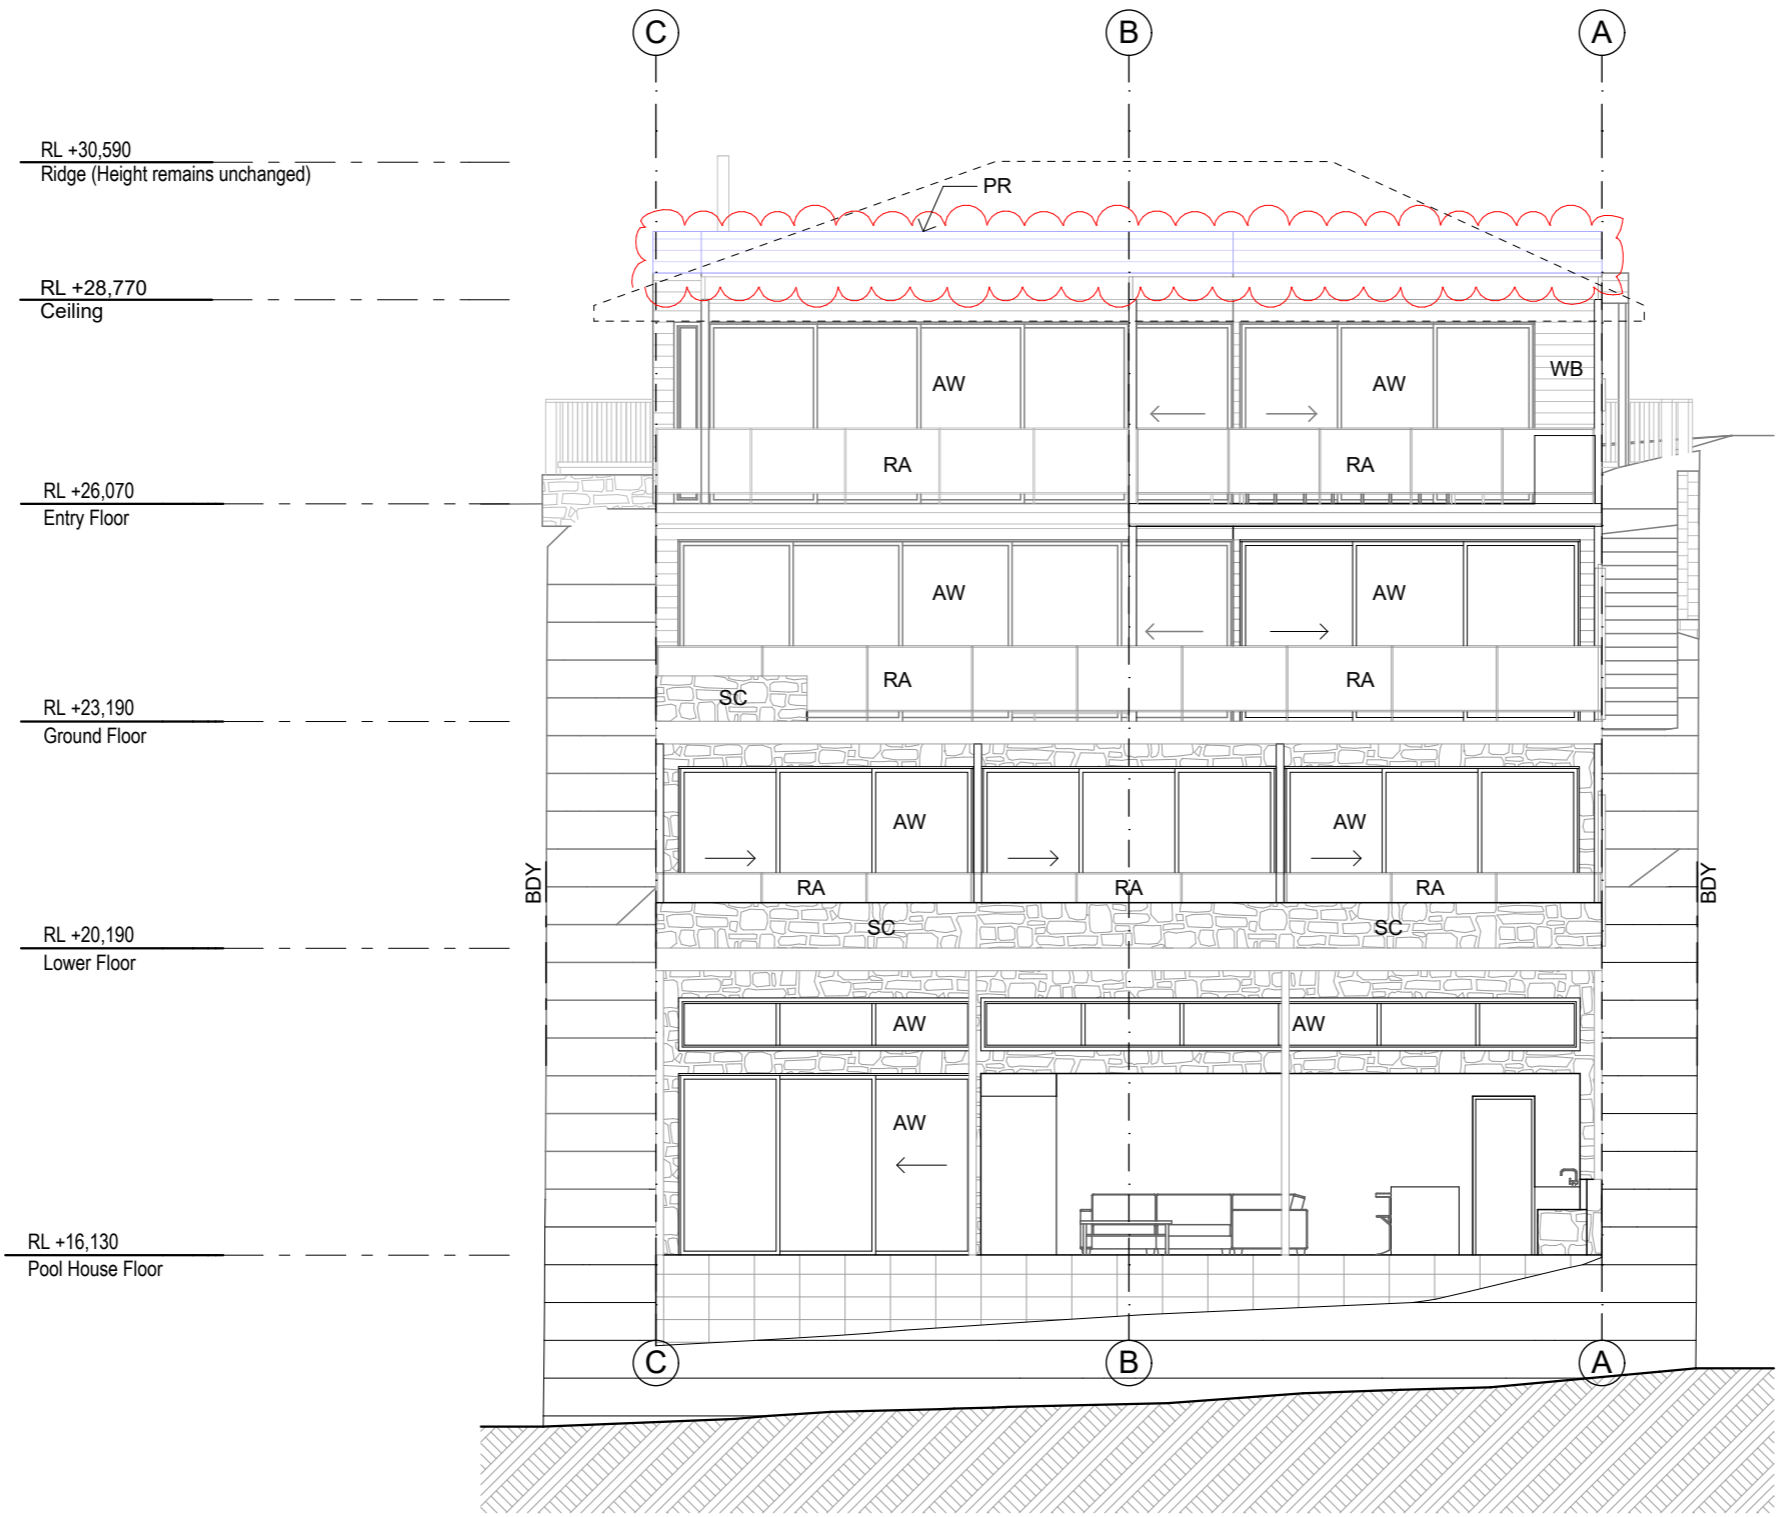 C B A
RL +30,590
Ridge (Height remains unchanged)
PR
RL +28,770
Ceiling
AW AW WB
RA RA
RL +26,070
Entry Floor
AW AW
RA RA
SC
RL +23,190
Ground Floor
AW AW
BDY RA RA RA BDY
SC SC
RL +20,190
Lower Floor
AW AW
AW
RL +16,130
Pool House Floor
C B A